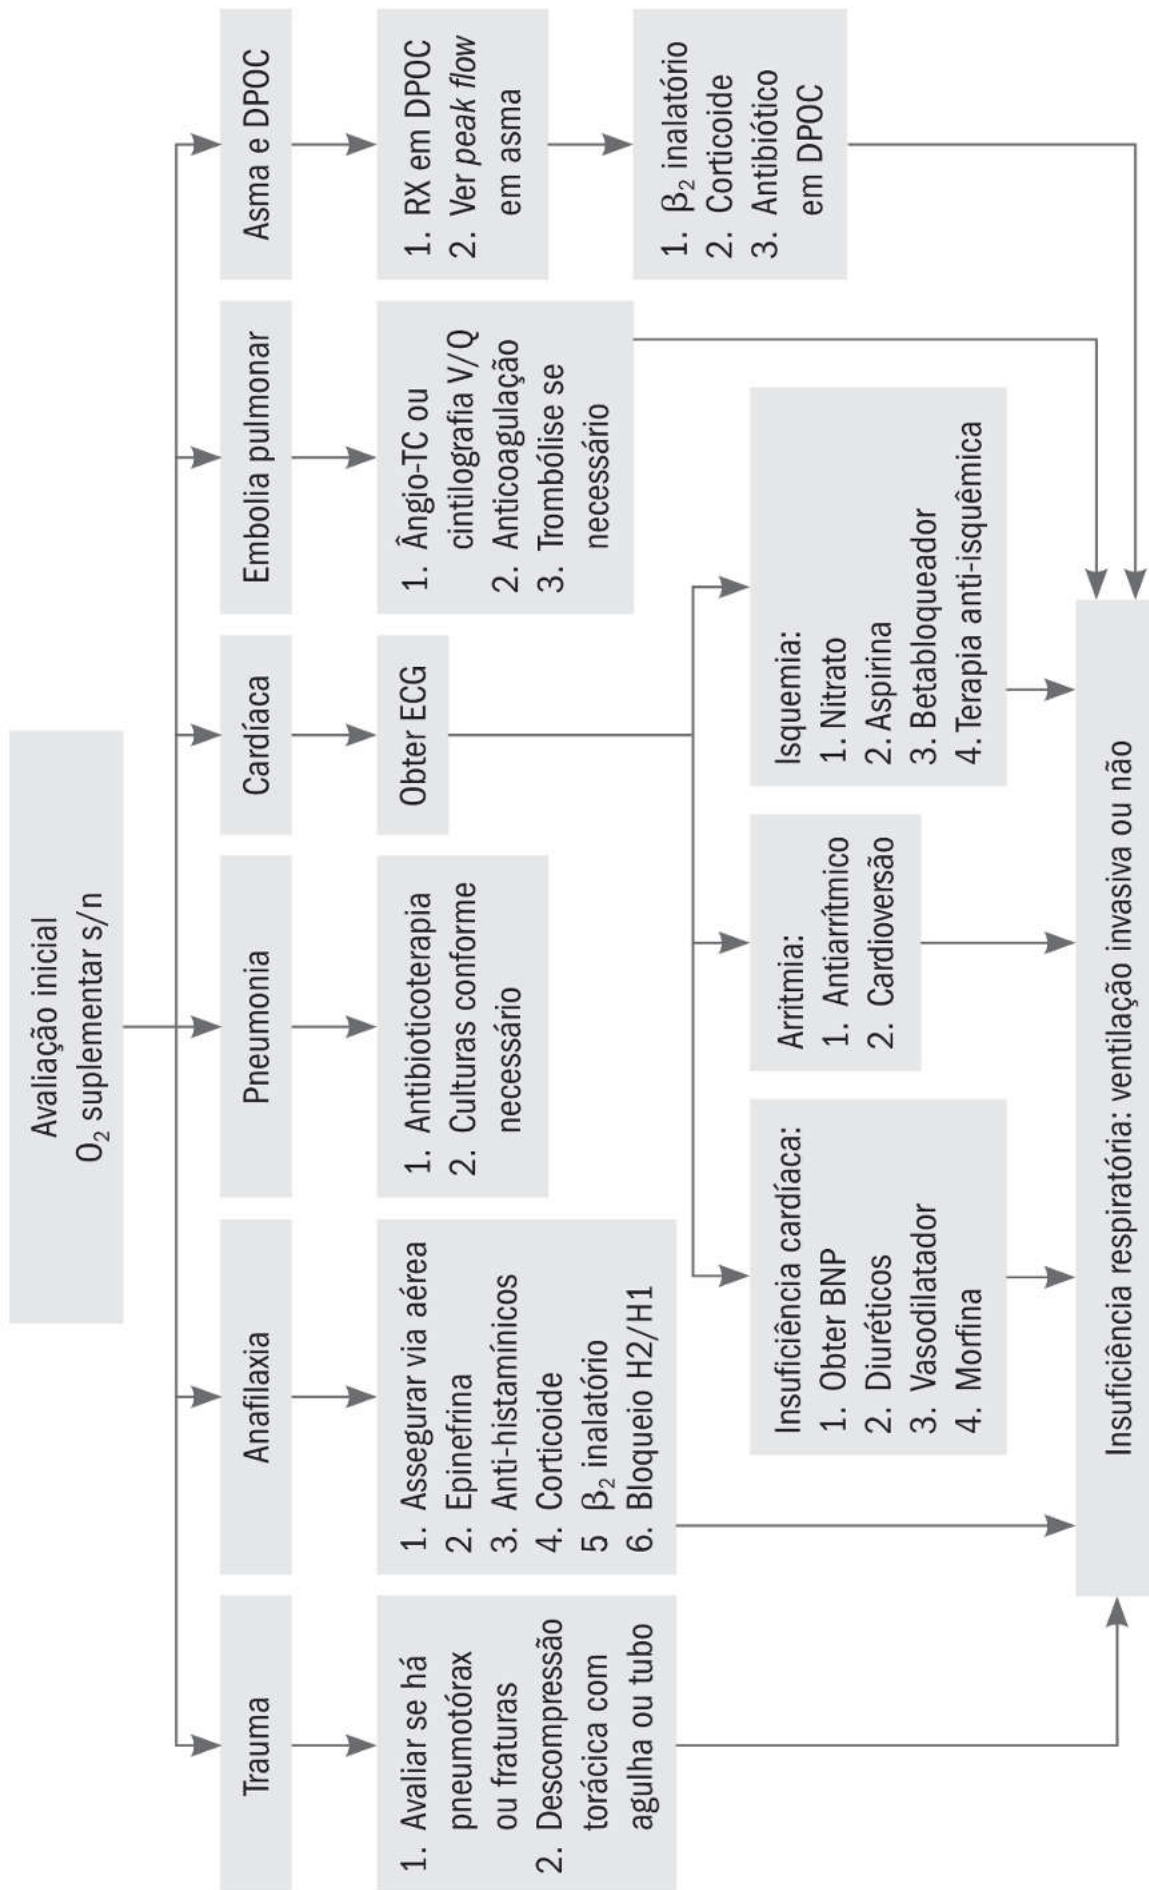 Avaliação inicial
O₂ suplementar s/n
Trauma
Anafilaxia
Pneumonia
Cardíaca
Embolia pulmonar
Asma e DPOC
1. Avaliar se há
pneumotórax
ou fraturas
2. Descompressão
torácica com
agulha ou tubo
1. Assegurar via aérea
2. Epinefrina
3. Anti-histamínicos
4. Corticoide
5 β₂ inalatório
6. Bloqueio H2/H1
1. Antibioticoterapia
2. Culturas conforme
necessário
Obter ECG
1. Ângio-TC ou
cintilografia V/Q
2. Anticoagulação
3. Trombólise se
necessário
1. RX em DPOC
2. Ver peak flow
em asma
1. β₂ inalatório
2. Corticoide
3. Antibiótico
em DPOC
Insuficiência cardíaca:
1. Obter BNP
2. Diuréticos
3. Vasodilatador
4. Morfina
Arritmia:
1. Antiarrítmico
2. Cardioversão
Isquemia:
1. Nitrato
2. Aspirina
3. Betabloqueador
4. Terapia anti-isquêmica
Insuficiência respiratória: ventilação invasiva ou não